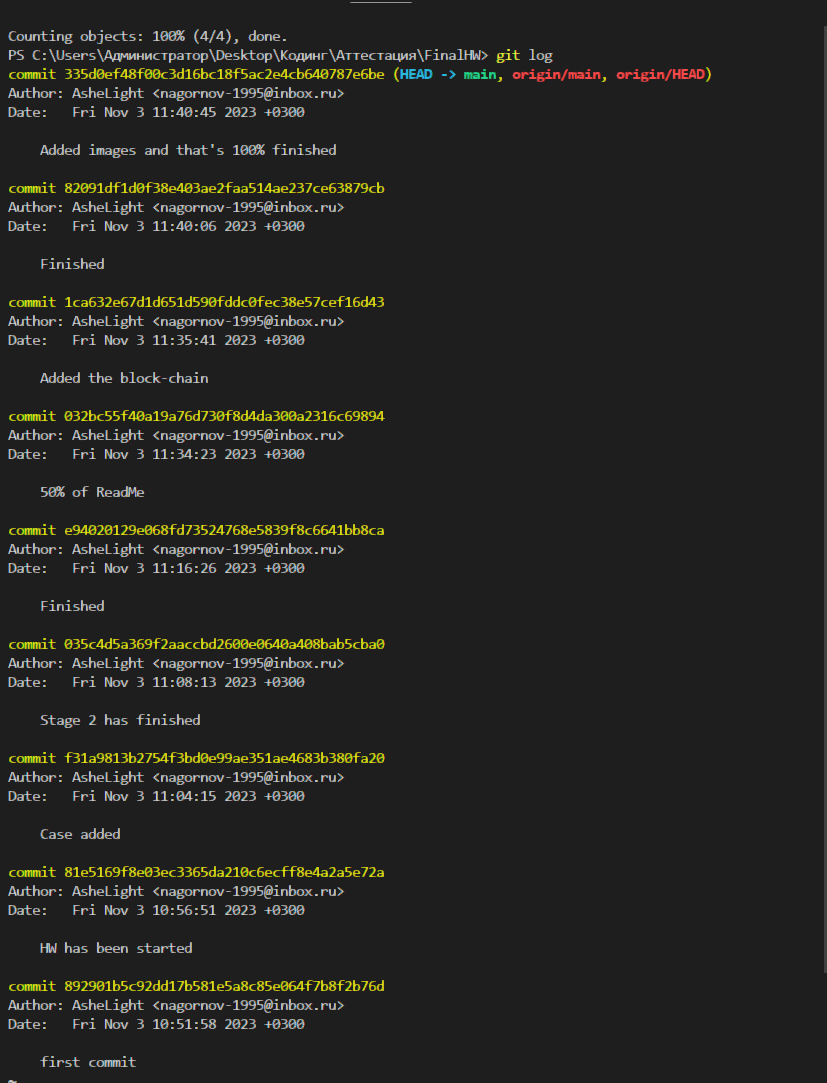 Counting objects: 100% (4/4), done.
PS C:\Users\Администратор\Desktop\Кодинг\Аттестация\FinalHW> git log
commit 335d0ef48f00c3d16bc18f5ac2e4cb640787e6be (HEAD -> main, origin/main, origin/HEAD)
Author: AsheLight <nagornov-1995@inbox.ru>
Date:   Fri Nov 3 11:40:45 2023 +0300

    Added images and that's 100% finished

commit 82091df1d0f38e403ae2faa514ae237ce63879cb
Author: AsheLight <nagornov-1995@inbox.ru>
Date:   Fri Nov 3 11:40:06 2023 +0300

    Finished

commit 1ca632e67d1d651d590fddc0fec38e57cef16d43
Author: AsheLight <nagornov-1995@inbox.ru>
Date:   Fri Nov 3 11:35:41 2023 +0300

    Added the block-chain

commit 032bc55f40a19a76d730f8d4da300a2316c69894
Author: AsheLight <nagornov-1995@inbox.ru>
Date:   Fri Nov 3 11:34:23 2023 +0300

    50% of ReadMe

commit e94020129e068fd73524768e5839f8c6641bb8ca
Author: AsheLight <nagornov-1995@inbox.ru>
Date:   Fri Nov 3 11:16:26 2023 +0300

    Finished

commit 035c4d5a369f2aaccbd2600e0640a408bab5cba0
Author: AsheLight <nagornov-1995@inbox.ru>
Date:   Fri Nov 3 11:08:13 2023 +0300

    Stage 2 has finished

commit f31a9813b2754f3bd0e99ae351ae4683b380fa20
Author: AsheLight <nagornov-1995@inbox.ru>
Date:   Fri Nov 3 11:04:15 2023 +0300

    Case added

commit 81e5169f8e03ec3365da210c6ecff8e4a2a5e72a
Author: AsheLight <nagornov-1995@inbox.ru>
Date:   Fri Nov 3 10:56:51 2023 +0300

    HW has been started

commit 892901b5c92dd17b581e5a8c85e064f7b8f2b76d
Author: AsheLight <nagornov-1995@inbox.ru>
Date:   Fri Nov 3 10:51:58 2023 +0300

    first commit
~